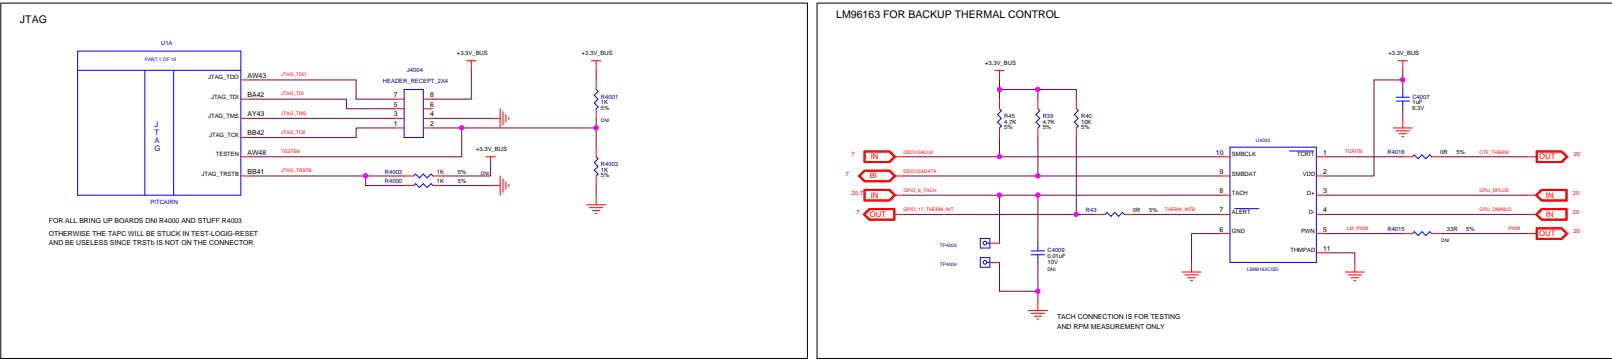 JTAG
U1A
PART 1 OF 18
JTAG
PITCAIRN
JTAG_TDO AW43 JTAG_TDO
JTAG_TDI BA42 JTAG_TDI
JTAG_TMS AY43 JTAG_TMS
JTAG_TCK BB42 JTAG_TCK
TESTEN AW48 TESTEN
JTAG_TRSTB BB41 JTAG_TRSTB
J4004
HEADER_RECEPT_2X4
7 8
5 6
3 4
1 2
+3.3V_BUS
+3.3V_BUS
R4001
1K
5%
DNI
R4002
1K
5%
+3.3V_BUS
R4003 1K 5% DNI
R4000 1K 5%
FOR ALL BRING UP BOARDS DNI R4000 AND STUFF R4003
OTHERWISE THE TAPC WILL BE STUCK IN TEST-LOGIG-RESET
AND BE USELESS SINCE TRSTb IS NOT ON THE CONNECTOR
LM96163 FOR BACKUP THERMAL CONTROL
+3.3V_BUS
R45
4.7K
5%
R39
4.7K
5%
R40
10K
5%
+3.3V_BUS
C4007
1uF
6.3V
7 IN DDCVGACLK
7 BI DDCVGADATA
20,7 IN GPIO_6_TACH
7 OUT GPIO_17_THERM_INT
R43 0R 5% THERM_INTB
TP4003
TP4004
C4009
0.01uF
10V
DNI
U4003
10 SMBCLK TCRIT 1
9 SMBDAT VDD 2
8 TACH D+ 3
7 ALERT D- 4
6 GND PWN 5
THMPAD 11
LM96163CISD
TCRITB R4016 0R 5% CTF_THERM OUT 20
GPU_DPLUS IN 20
GPU_DMINUS IN 20
LM_PWM R4015 33R 5% PWM OUT 20
DNI
TACH CONNECTION IS FOR TESTING
AND RPM MEASUREMENT ONLY